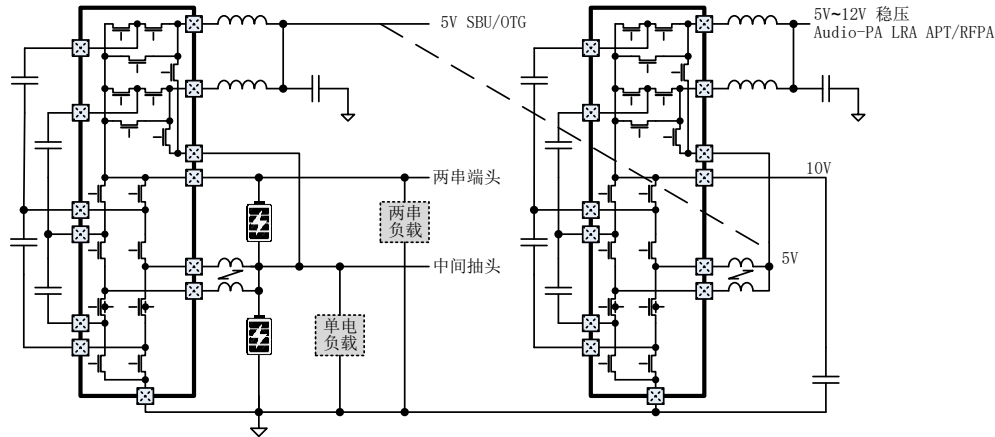 5V SBU/OTG
5V~12V 稳压
Audio-PA LRA APT/RFPA
两串端头
10V
两串
负载
中间抽头
5V
单电
负载